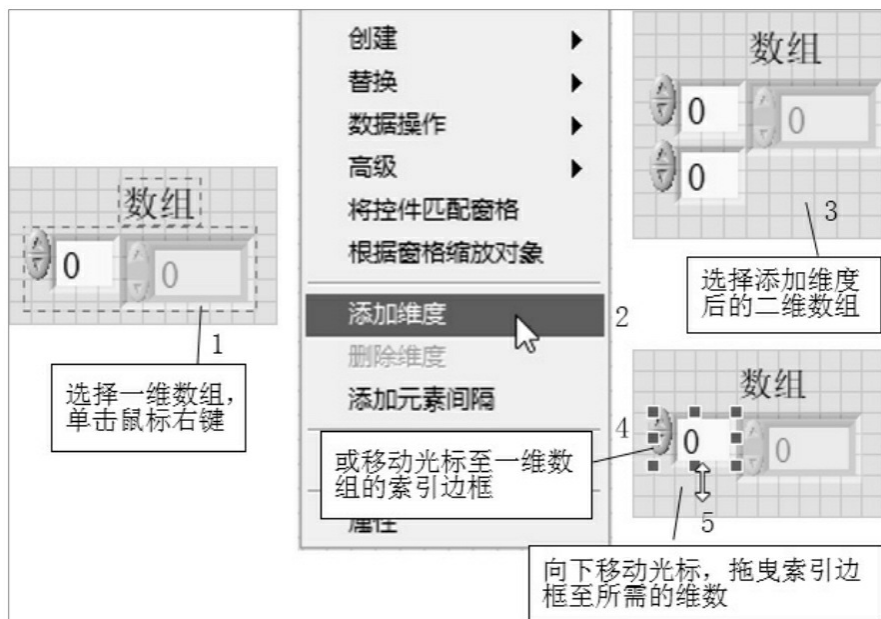 数组
0
0
1
选择一维数组，
单击鼠标右键
创建
替换
数据操作
高级
将控件匹配窗格
根据窗格缩放对象
添加维度
2
删除维度
添加元素间隔
属性
数组
0
0
0
3
选择添加维度
后的二维数组
数组
0
0
4
或移动光标至一维数
组的索引边框
5
向下移动光标，拖曳索引边
框至所需的维数